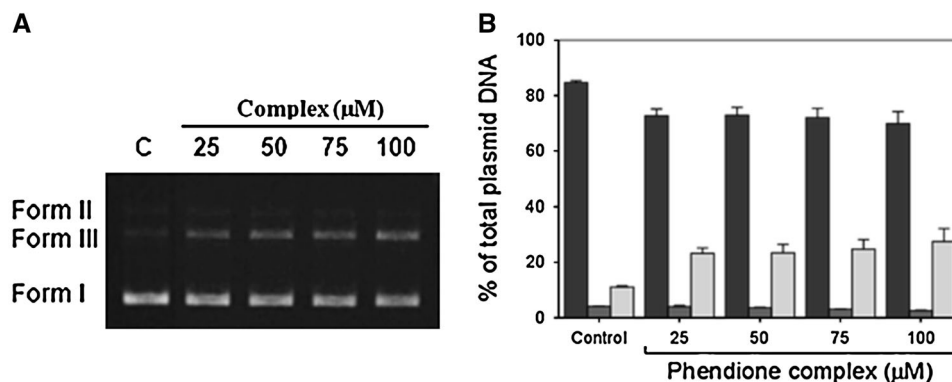 A
Complex (μM)
C 25 50 75 100
Form II
Form III
Form I
B
% of total plasmid DNA
100
80
60
40
20
0
Control 25 50 75 100
Phendione complex (μM)